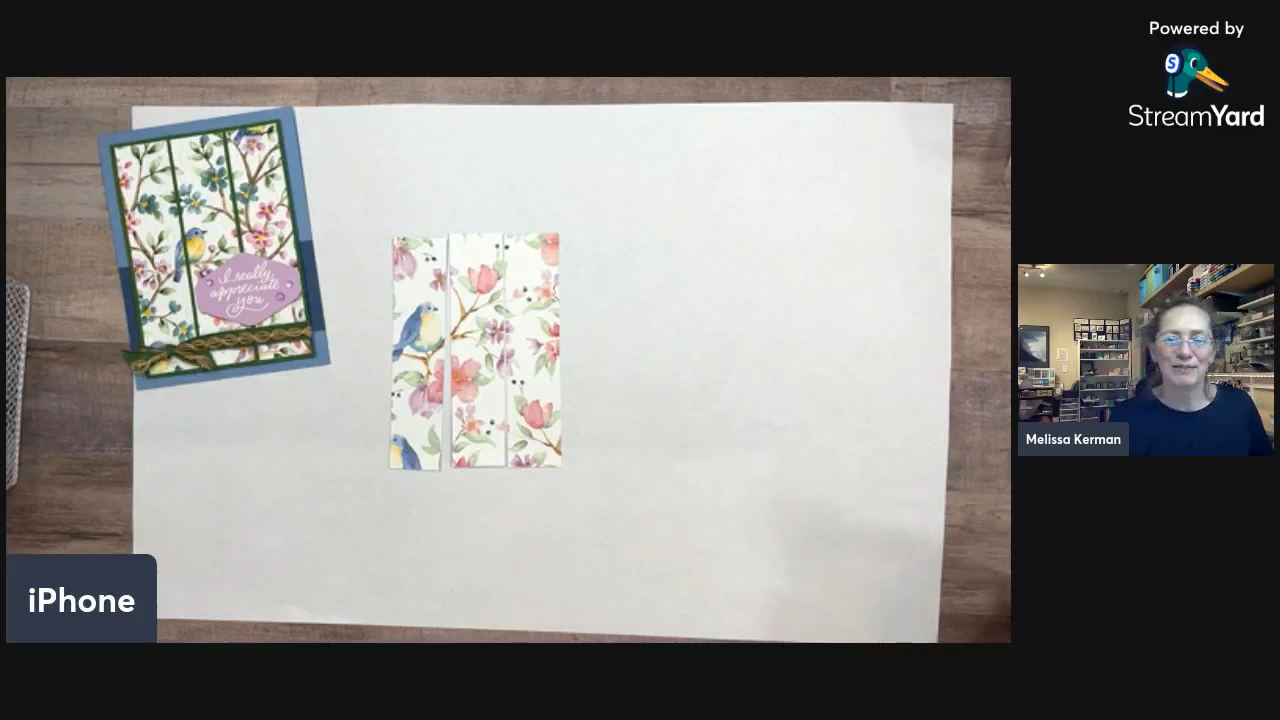 Powered by
S
StreamYard
I really
appreciate
you
Melissa Kerman
iPhone